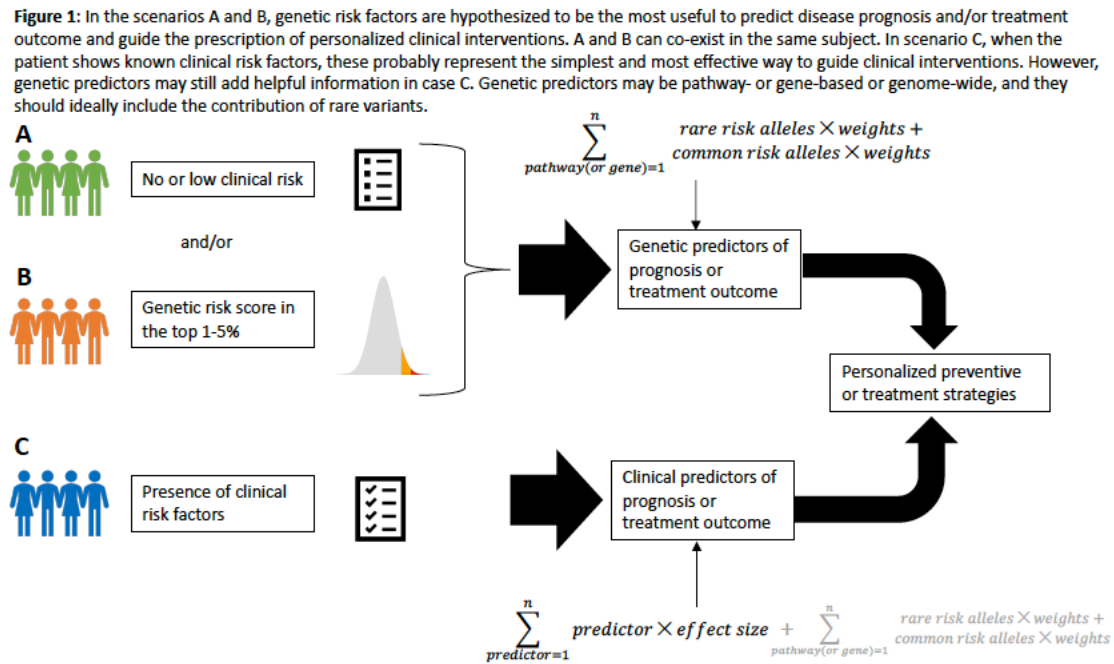 Figure 1: In the scenarios A and B, genetic risk factors are hypothesized to be the most useful to predict disease prognosis and/or treatment
outcome and guide the prescription of personalized clinical interventions. A and B can co-exist in the same subject. In scenario C, when the
patient shows known clinical risk factors, these probably represent the simplest and most effective way to guide clinical interventions. However,
genetic predictors may still add helpful information in case C. Genetic predictors may be pathway- or gene-based or genome-wide, and they
should ideally include the contribution of rare variants.
A
No or low clinical risk
and/or
B
Genetic risk score in
the top 1-5%
n
∑
pathway(or gene)=1
rare risk alleles × weights +
common risk alleles × weights
Genetic predictors of
prognosis or
treatment outcome
Personalized preventive
or treatment strategies
C
Presence of clinical
risk factors
Clinical predictors of
prognosis or
treatment outcome
n
∑
predictor=1
predictor × effect size +
n
∑
pathway(or gene)=1
rare risk alleles × weights +
common risk alleles × weights